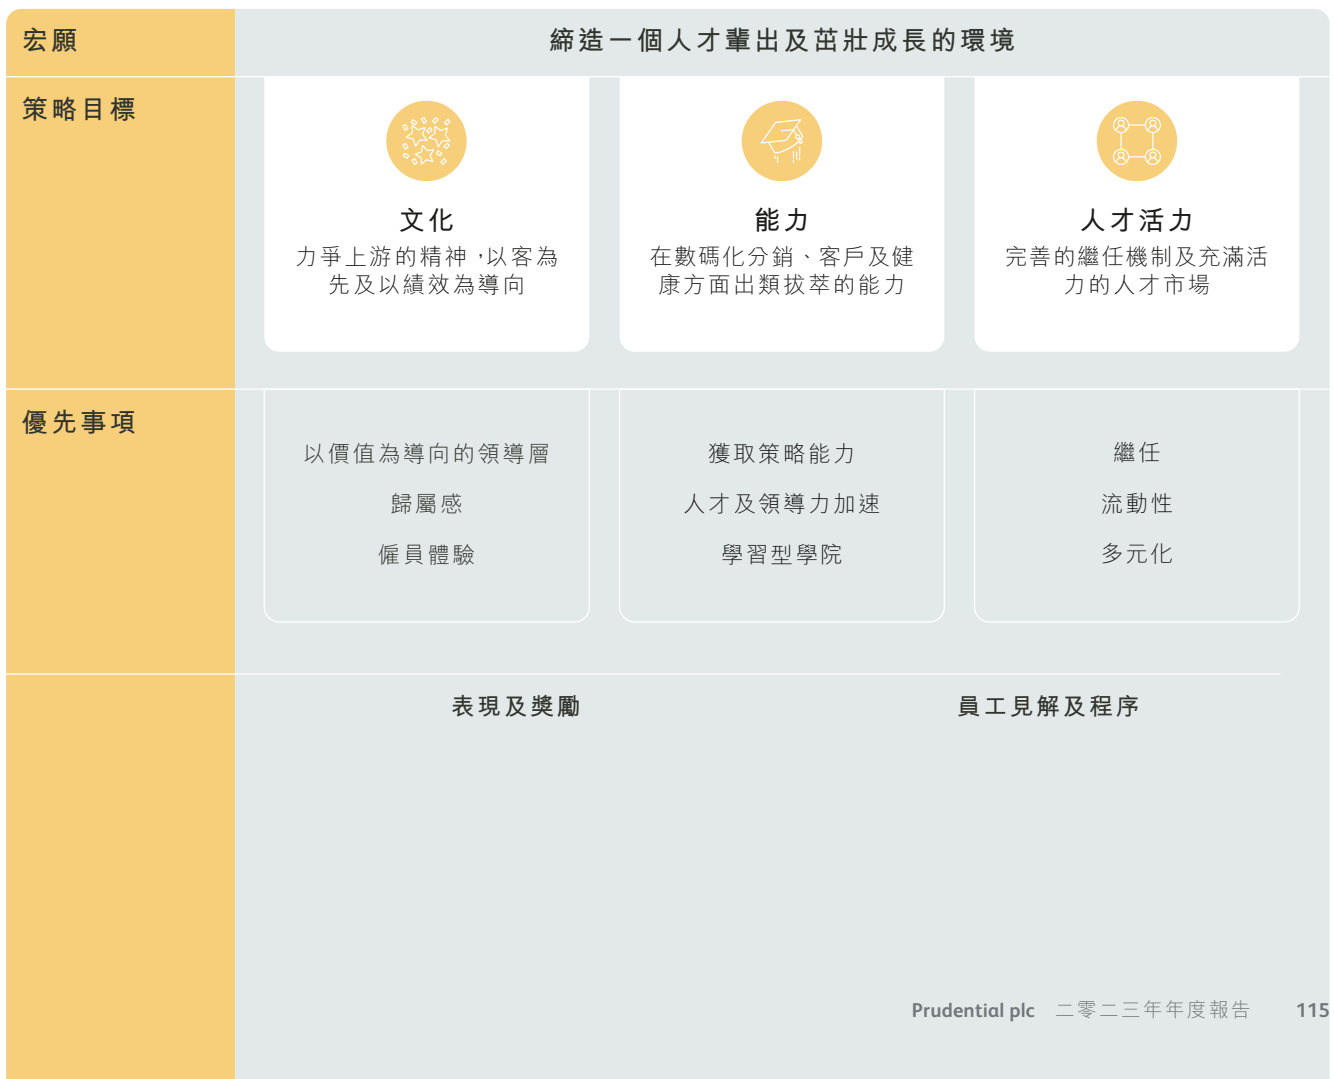 宏願
締造一個人才輩出及茁壯成長的環境
策略目標
文化
力爭上游的精神，以客為
先及以績效為導向
能力
在數碼化分銷、客戶及健
康方面出類拔萃的能力
人才活力
完善的繼任機制及充滿活
力的人才市場
優先事項
以價值為導向的領導層
歸屬感
僱員體驗
獲取策略能力
人才及領導力加速
學習型學院
繼任
流動性
多元化
表現及獎勵
員工見解及程序
Prudential plc 二零二三年年度報告 115